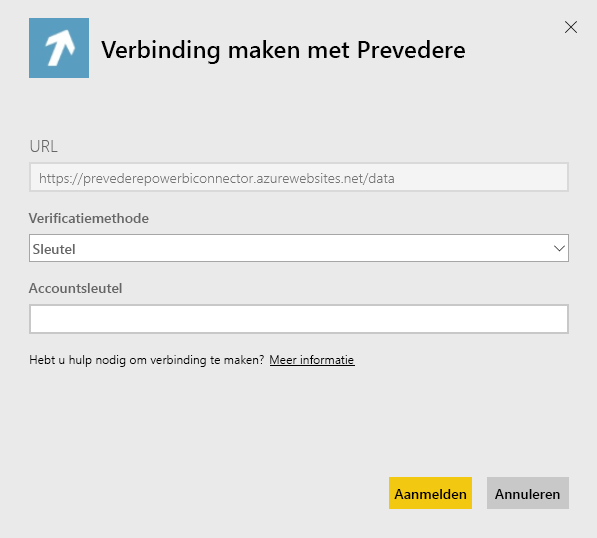 Verbinding maken met Prevedere
URL
https://prevederepowerbiconnector.azurewebsites.net/data
Verificatiemethode
Sleutel
Accountsleutel
Hebt u hulp nodig om verbinding te maken? Meer informatie
Aanmelden Annuleren